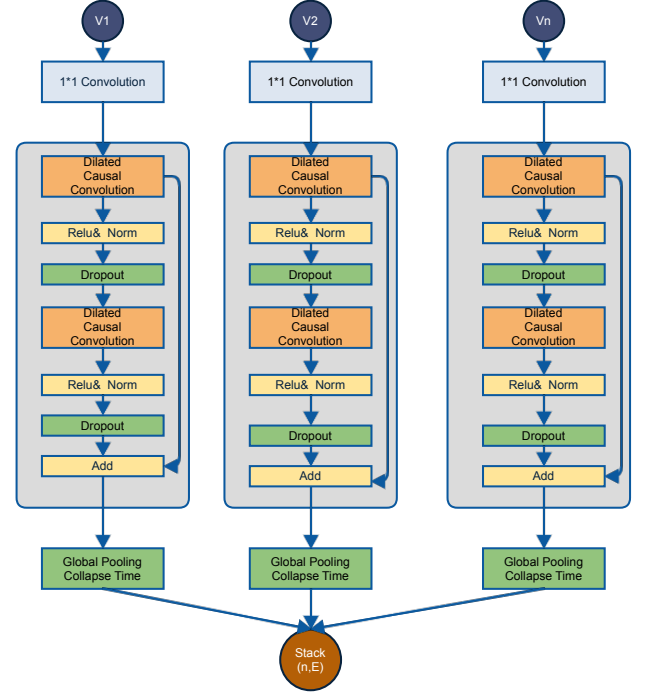 V1
V2
Vn
1*1 Convolution
1*1 Convolution
1*1 Convolution
Dilated
Causal
Convolution
Dilated
Causal
Convolution
Dilated
Causal
Convolution
Relu& Norm
Relu& Norm
Relu& Norm
Dropout
Dropout
Dropout
Dilated
Causal
Convolution
Dilated
Causal
Convolution
Dilated
Causal
Convolution
Relu& Norm
Relu& Norm
Relu& Norm
Dropout
Dropout
Dropout
Add
Add
Add
Global Pooling
Collapse Time
Global Pooling
Collapse Time
Global Pooling
Collapse Time
Stack
(n,E)